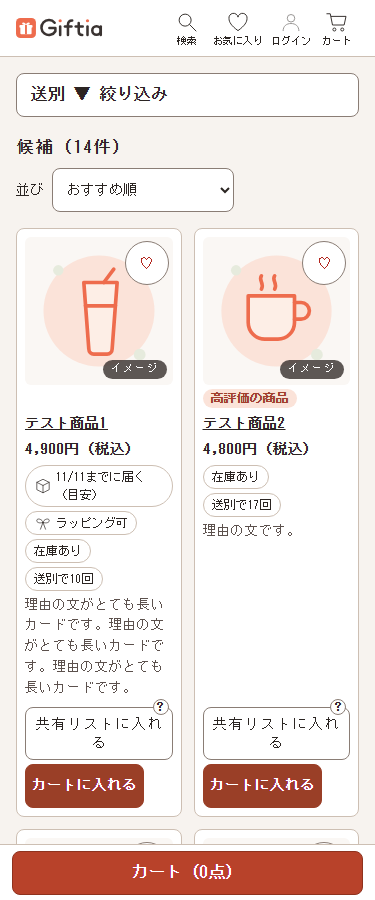 Giftia
検索
お気に入り
ログイン
カート
送別 ▼ 絞り込み
候補（14件）
並び
おすすめ順
イメージ
イメージ
高評価の商品
テスト商品1
4,900円（税込）
11/11までに届く
（目安）
ラッピング可
在庫あり
送別で10回
理由の文がとても長い
カードです。理由の文
がとても長いカードで
す。理由の文がとても
長いカードです。
?
共有リストに入れ
る
カートに入れる
テスト商品2
4,800円（税込）
在庫あり
送別で17回
理由の文です。
?
共有リストに入れ
る
カートに入れる
カート（0点）